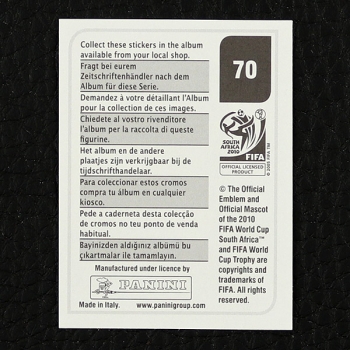 Collect these stickers in the album
available from your local shop.
Fragt bei eurem
Zeitschriftenhändler nach dem
Album für diese Serie.
Demandez à votre détaillant l'Album
pour la collection de ces images.
Chiedete al vostro rivenditore
l'album per la raccolta di queste
figurine.
Het album en de andere
plaatjes zijn verkrijgbaar bij de
tijdschrifthandelaar.
Para coleccionar estos cromos
compra tu álbum en cualquier
kiosco.
Pede a caderneta desta colecção
de cromos no teu ponto de venda
habitual.
Bayinizden aldığınız albümü bu
çıkartmalar ile tamamlayın.
Manufactured under licence by
PANINI
Made in Italy. www.paninigroup.com
70
SOUTH AFRICA
2010
FIFA
OFFICIAL LICENSED
PRODUCT
© 2005 FIFA TM
© The Official
Emblem and Official
Mascot of the 2010
FIFA World Cup
South Africa™
and FIFA World
Cup Trophy are
copyrights and
trademarks of
FIFA. All rights
reserved.